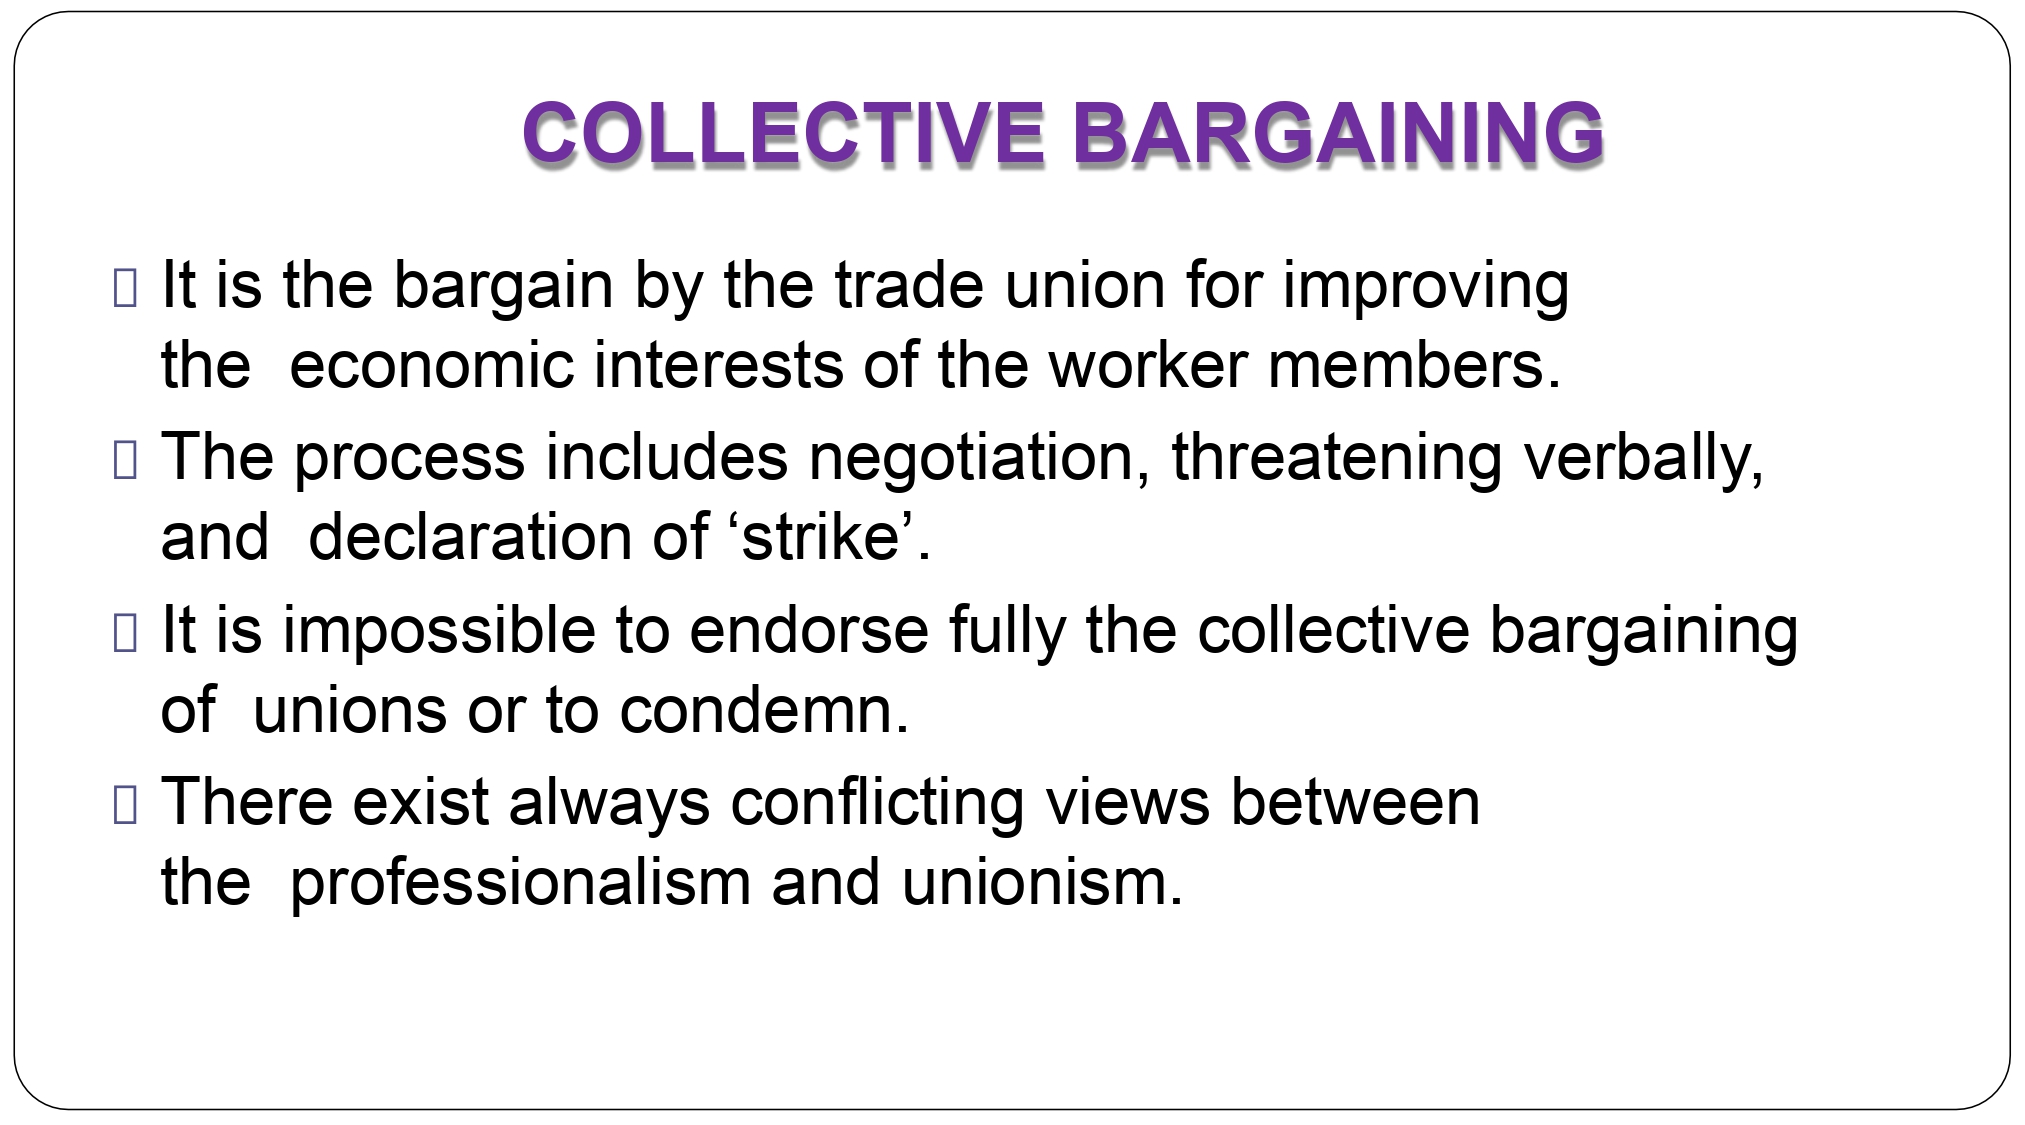 COLLECTIVE BARGAINING
It is the bargain by the trade union for improving
the  economic interests of the worker members.
The process includes negotiation, threatening verbally,
and  declaration of ‘strike’.
It is impossible to endorse fully the collective bargaining
of  unions or to condemn.
There exist always conflicting views between
the  professionalism and unionism.